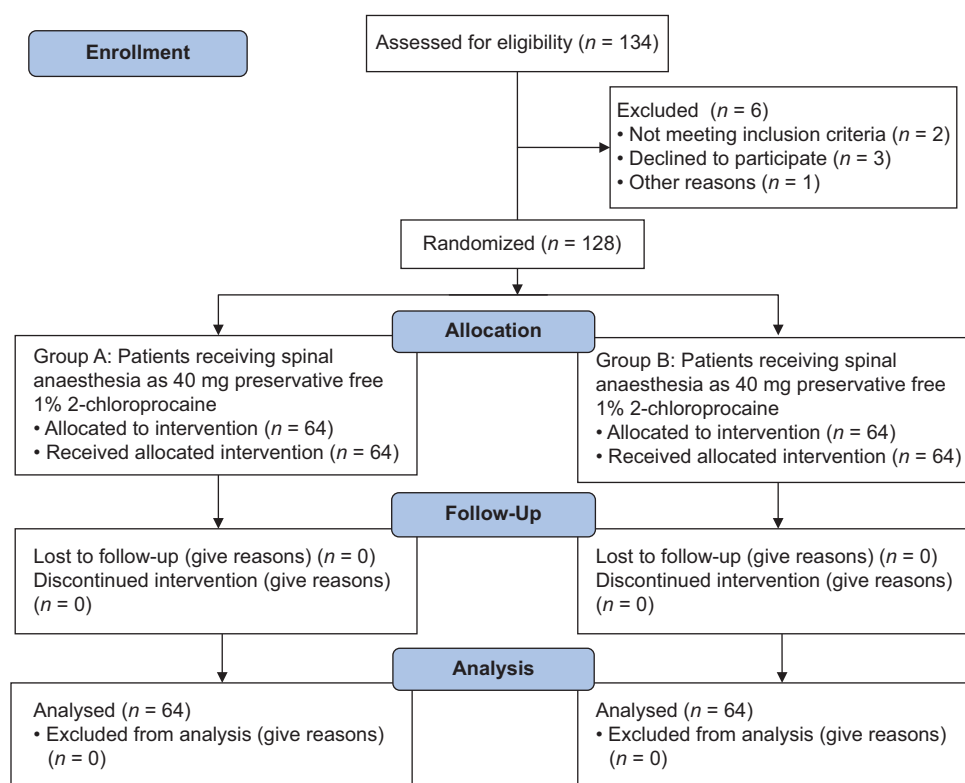 Enrollment
Assessed for eligibility (n = 134)
Excluded (n = 6)
• Not meeting inclusion criteria (n = 2)
• Declined to participate (n = 3)
• Other reasons (n = 1)
Randomized (n = 128)
Allocation
Group A: Patients receiving spinal
anaesthesia as 40 mg preservative free
1% 2-chloroprocaine
• Allocated to intervention (n = 64)
• Received allocated intervention (n = 64)
Group B: Patients receiving spinal
anaesthesia as 40 mg preservative free
1% 2-chloroprocaine
• Allocated to intervention (n = 64)
• Received allocated intervention (n = 64)
Follow-Up
Lost to follow-up (give reasons) (n = 0)
Discontinued intervention (give reasons)
(n = 0)
Lost to follow-up (give reasons) (n = 0)
Discontinued intervention (give reasons)
(n = 0)
Analysis
Analysed (n = 64)
• Excluded from analysis (give reasons)
(n = 0)
Analysed (n = 64)
• Excluded from analysis (give reasons)
(n = 0)